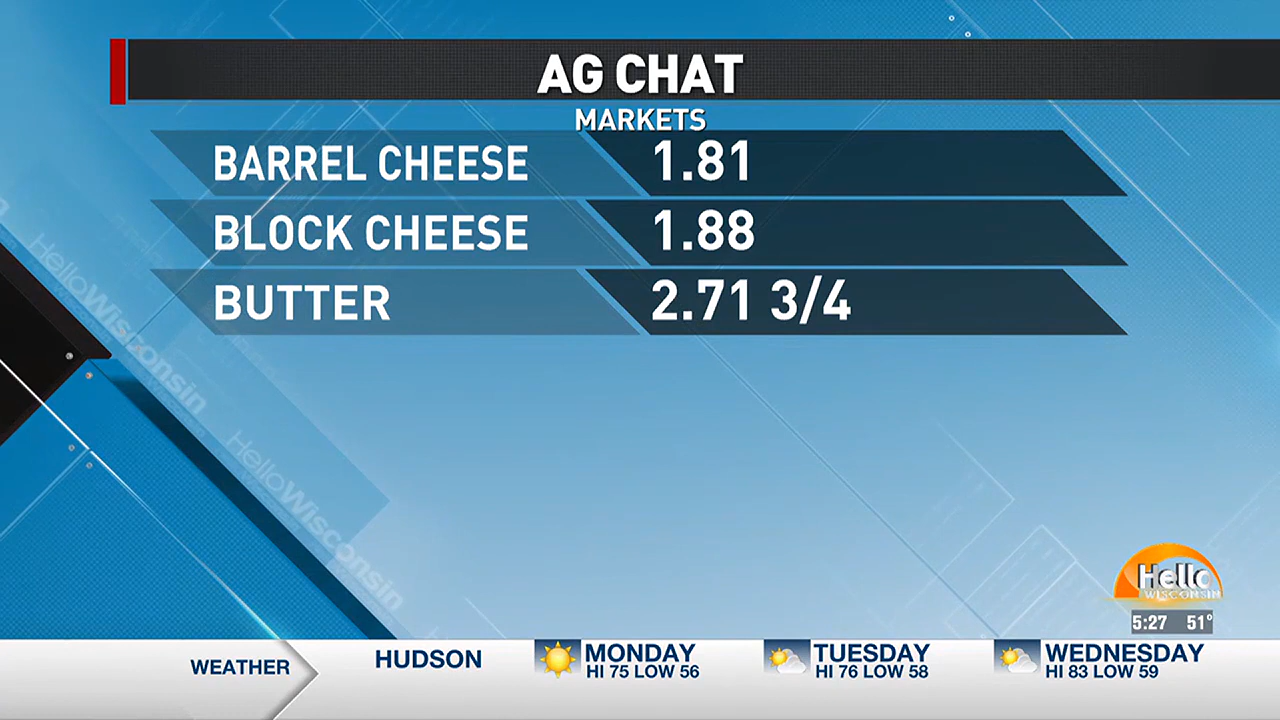 AG CHAT
MARKETS
BARREL CHEESE 1.81
BLOCK CHEESE 1.88
BUTTER 2.71 3/4
HelloWisconsin
HelloWisconsin
Hello
WISCONSIN
5:27 51°
WEATHER HUDSON
MONDAY
HI 75 LOW 56
TUESDAY
HI 76 LOW 58
WEDNESDAY
HI 83 LOW 59